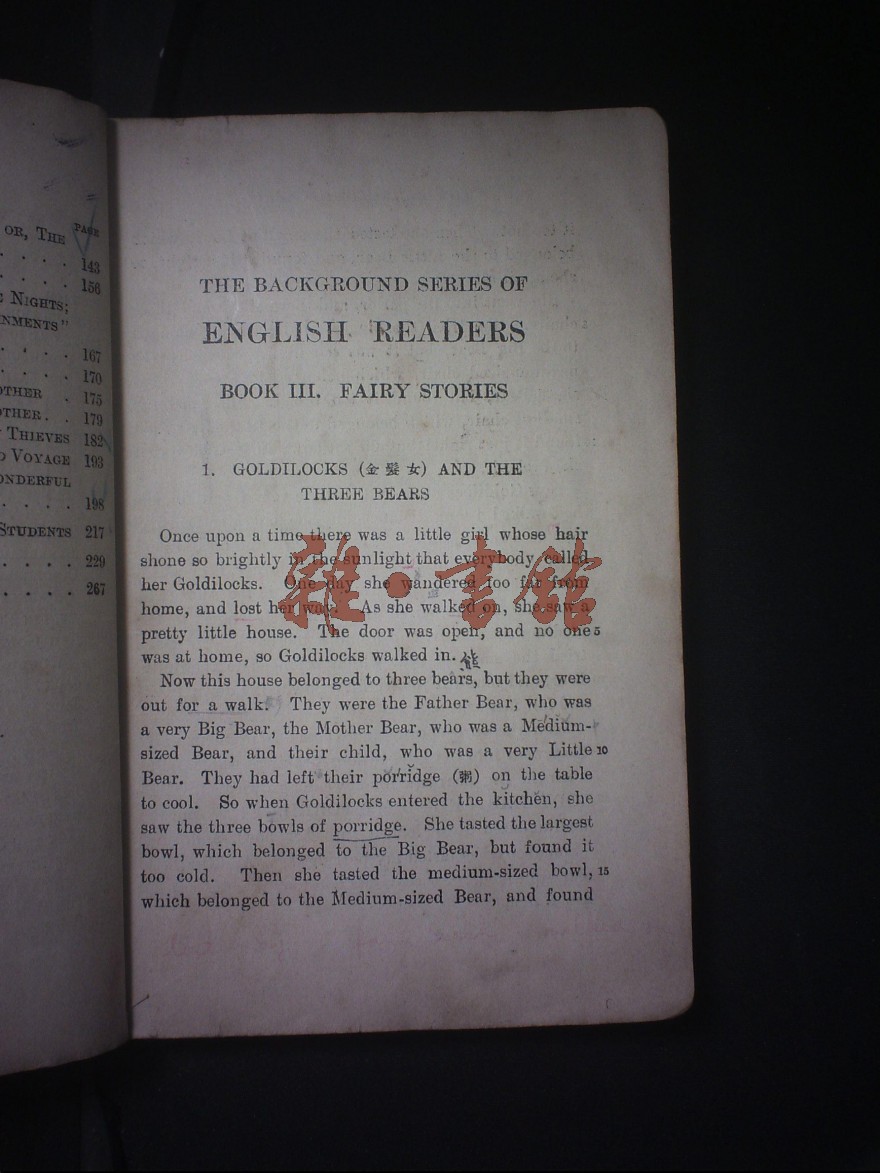 OR, THE PAGE
. . . . 143
. . . . 156
NIGHTS;
NMENTS"
. . . . 167
. . . . 170
OTHER . 175
OTHER . . 179
THIEVES 182
VOYAGE 193
ONDERFUL
. . . . 198
STUDENTS 217
. . . . 229
. . . . 267
THE BACKGROUND SERIES OF
ENGLISH READERS
BOOK III. FAIRY STORIES
1. GOLDILOCKS (金髮女) AND THE
THREE BEARS
Once upon a time there was a little girl whose hair
shone so brightly in the sunlight that everybody called
her Goldilocks. One day she wandered too far from
home, and lost her way. As she walked on, she saw a
pretty little house. The door was open, and no one 5
was at home, so Goldilocks walked in.
Now this house belonged to three bears, but they were
out for a walk. They were the Father Bear, who was
a very Big Bear, the Mother Bear, who was a Medium-
sized Bear, and their child, who was a very Little 10
Bear. They had left their porridge (粥) on the table
to cool. So when Goldilocks entered the kitchen, she
saw the three bowls of porridge. She tasted the largest
bowl, which belonged to the Big Bear, but found it
too cold. Then she tasted the medium-sized bowl, 15
which belonged to the Medium-sized Bear, and found
雜·書館